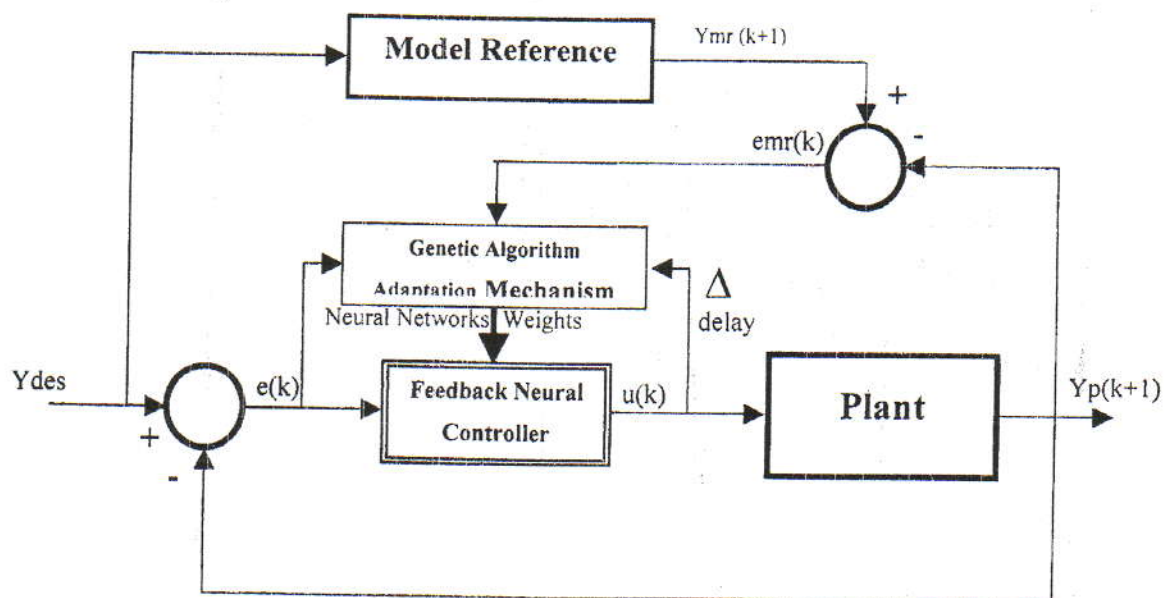 Model Reference
Ymr (k+1)
+
-
emr(k)
Genetic Algorithm
Adaptation Mechanism
Δ
delay
Neural Networks Weights
Ydes
e(k)
Feedback Neural
Controller
u(k)
Plant
Yp(k+1)
+
-